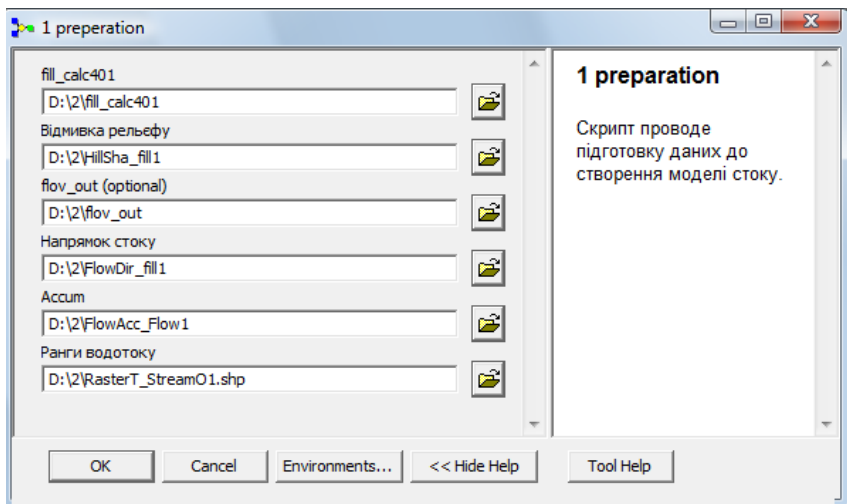 1 preperation
fill_calc401
D:\2\fill_calc401
Відмивка рельєфу
D:\2\HillSha_fill1
flov_out (optional)
D:\2\flov_out
Напрямок стоку
D:\2\FlowDir_fill1
Accum
D:\2\FlowAcc_Flow1
Ранги водотоку
D:\2\RasterT_StreamO1.shp
1 preparation
Скрипт проводе
підготовку даних до
створення моделі стоку.
OK
Cancel
Environments...
<< Hide Help
Tool Help